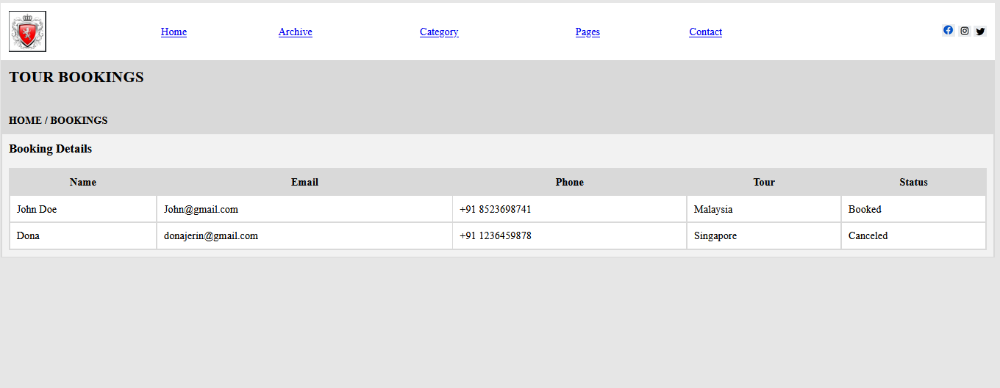 Home Archive Category Pages Contact
TOUR BOOKINGS
HOME / BOOKINGS
Booking Details
Name Email Phone Tour Status
John Doe John@gmail.com +91 8523698741 Malaysia Booked
Dona donajerin@gmail.com +91 1236459878 Singapore Canceled